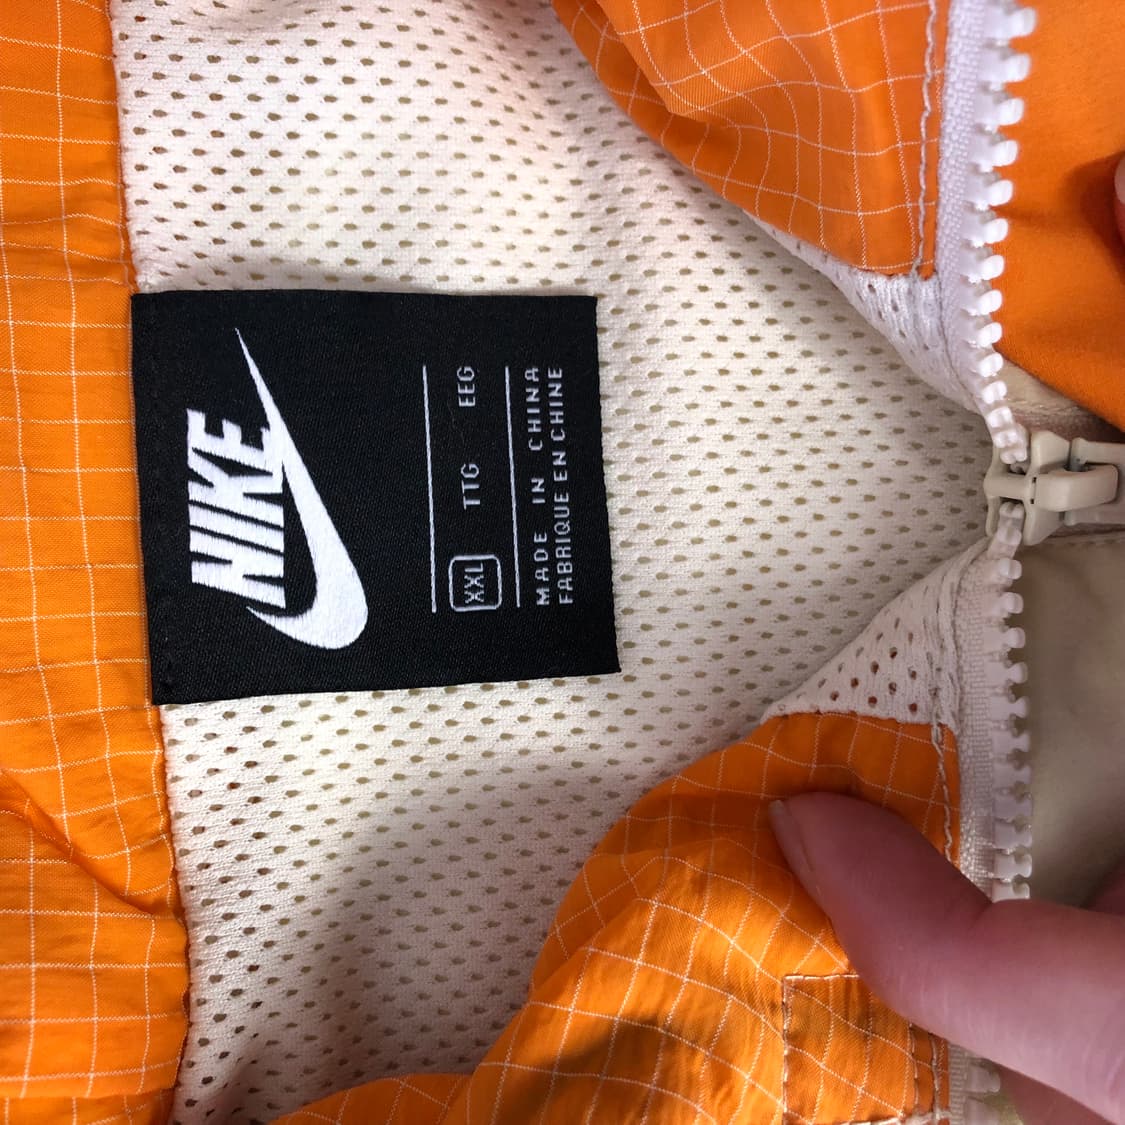 NIKE
XXL TTG EEG
MADE IN CHINA
FABRIQUE EN CHINE